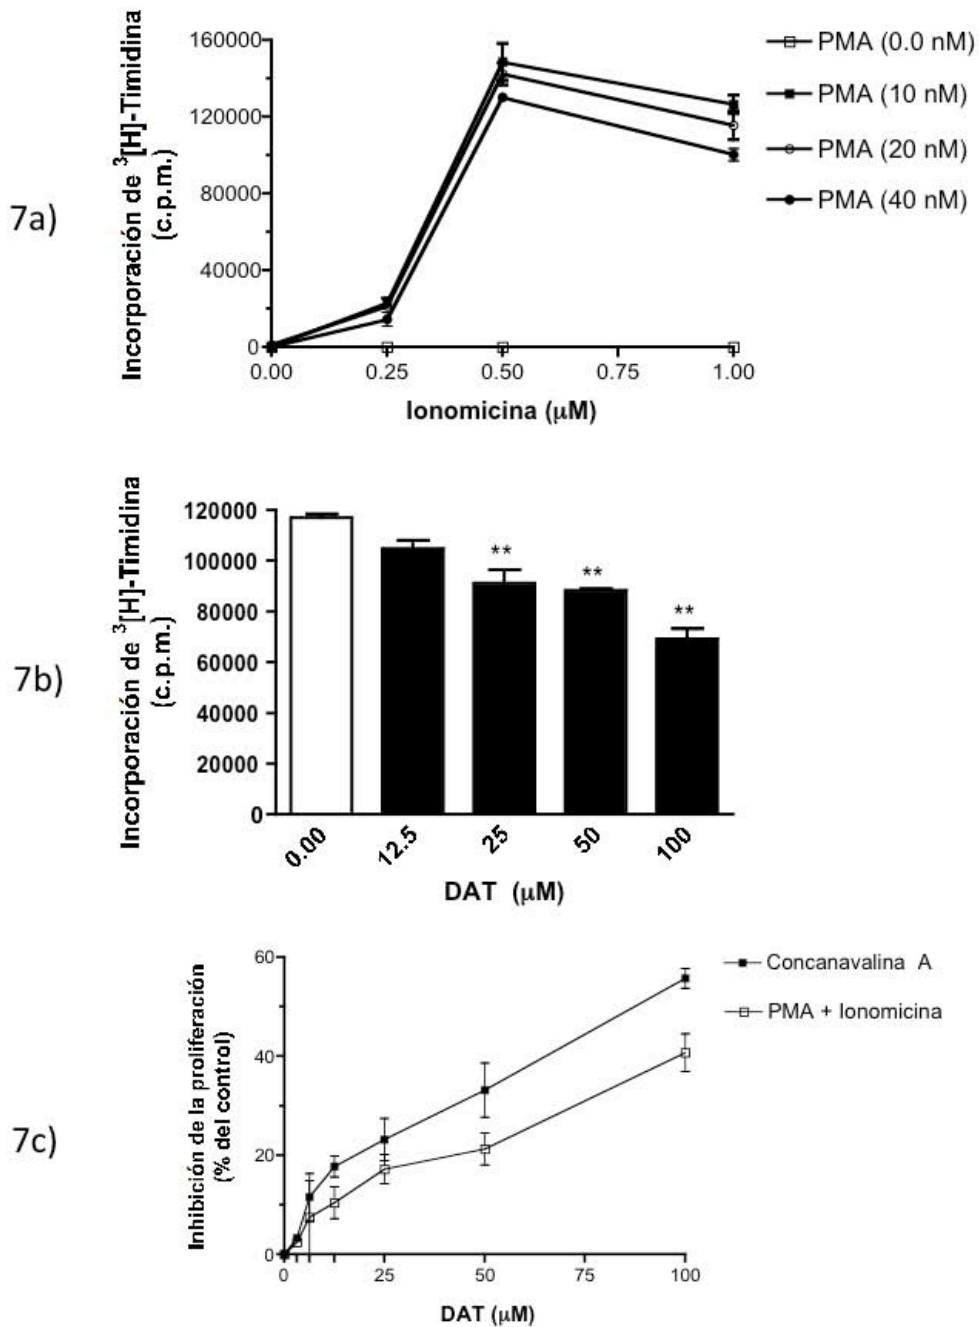 7a)
Incorporación de ³[H]-Timidina
(c.p.m.)
160000
120000
80000
40000
0
0.00 0.25 0.50 0.75 1.00
Ionomicina (μM)
PMA (0.0 nM)
PMA (10 nM)
PMA (20 nM)
PMA (40 nM)
7b)
Incorporación de ³[H]-Timidina
(c.p.m.)
120000
100000
80000
60000
40000
20000
0
** ** **
0.00 12.5 25 50 100
DAT (μM)
7c)
Inhibición de la proliferación
(% del control)
60
40
20
0
0 25 50 75 100
DAT (μM)
Concanavalina A
PMA + Ionomicina